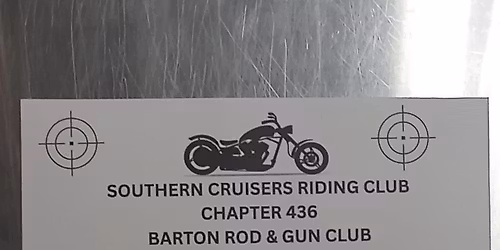 SOUTHERN CRUISERS RIDING CLUB
CHAPTER 436
BARTON ROD & GUN CLUB